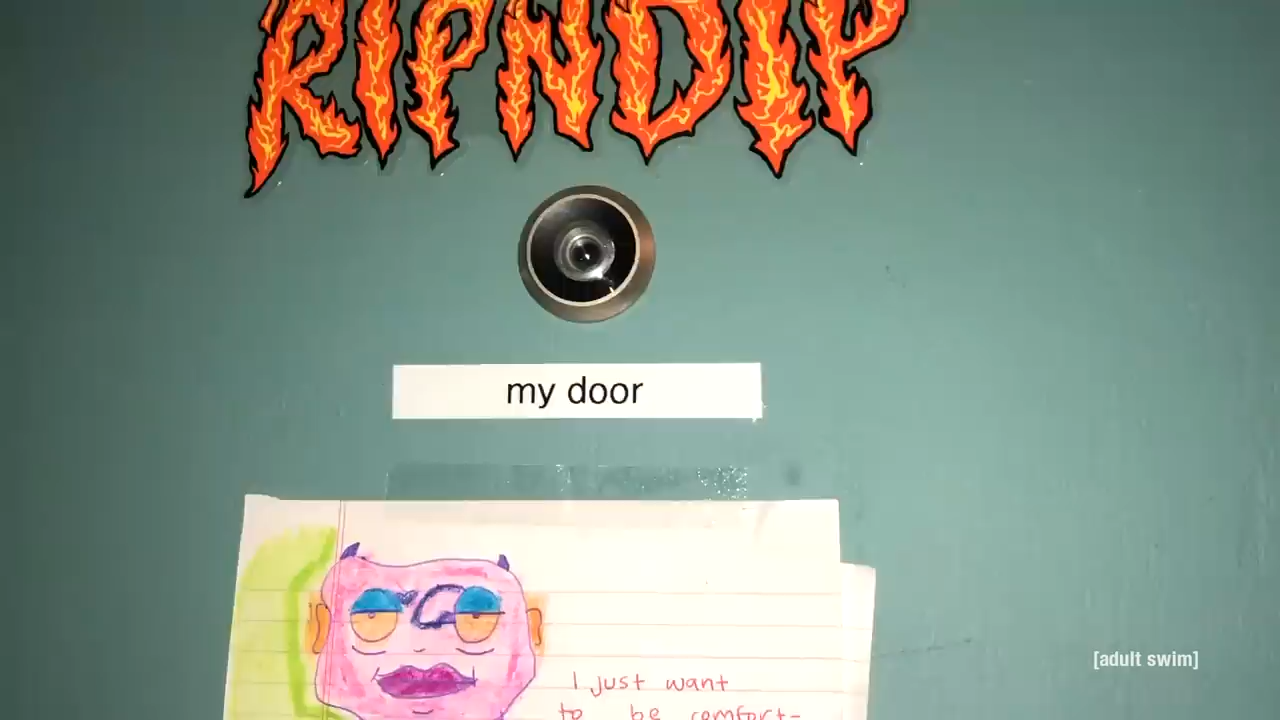 RIPNDIP
my door
I just want
to be comfort-
[adult swim]